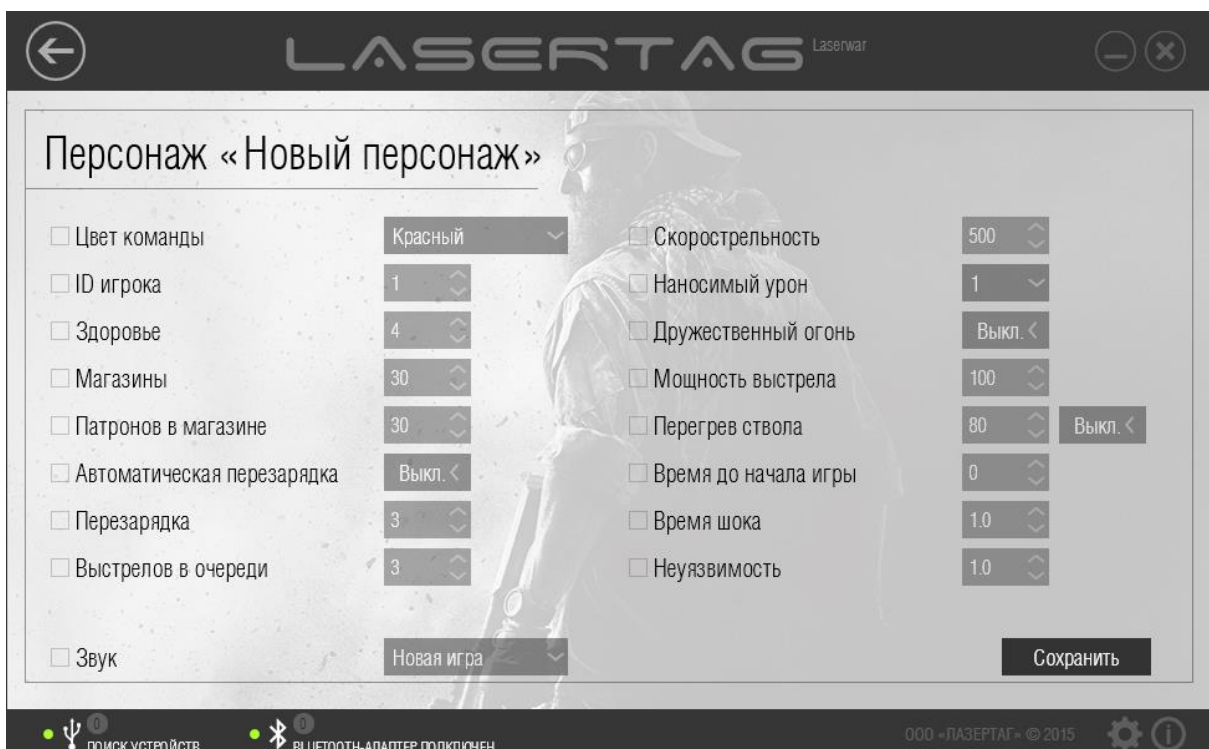 LASERTAG Laserwar
Персонаж «Новый персонаж»
Цвет команды Красный
ID игрока 1
Здоровье 4
Магазины 30
Патронов в магазине 30
Автоматическая перезарядка Выкл.
Перезарядка 3
Выстрелов в очереди 3
Звук Новая игра
Скорострельность 500
Наносимый урон 1
Дружественный огонь Выкл.
Мощность выстрела 100
Перегрев ствола 80 Выкл.
Время до начала игры 0
Время шока 1.0
Неуязвимость 1.0
Сохранить
0 ПОИСК УСТРОЙСТВ
0 BLUETOOTH-АДАПТЕР ПОДКЛЮЧЕН
ООО «ЛАЗЕРТАГ» © 2015